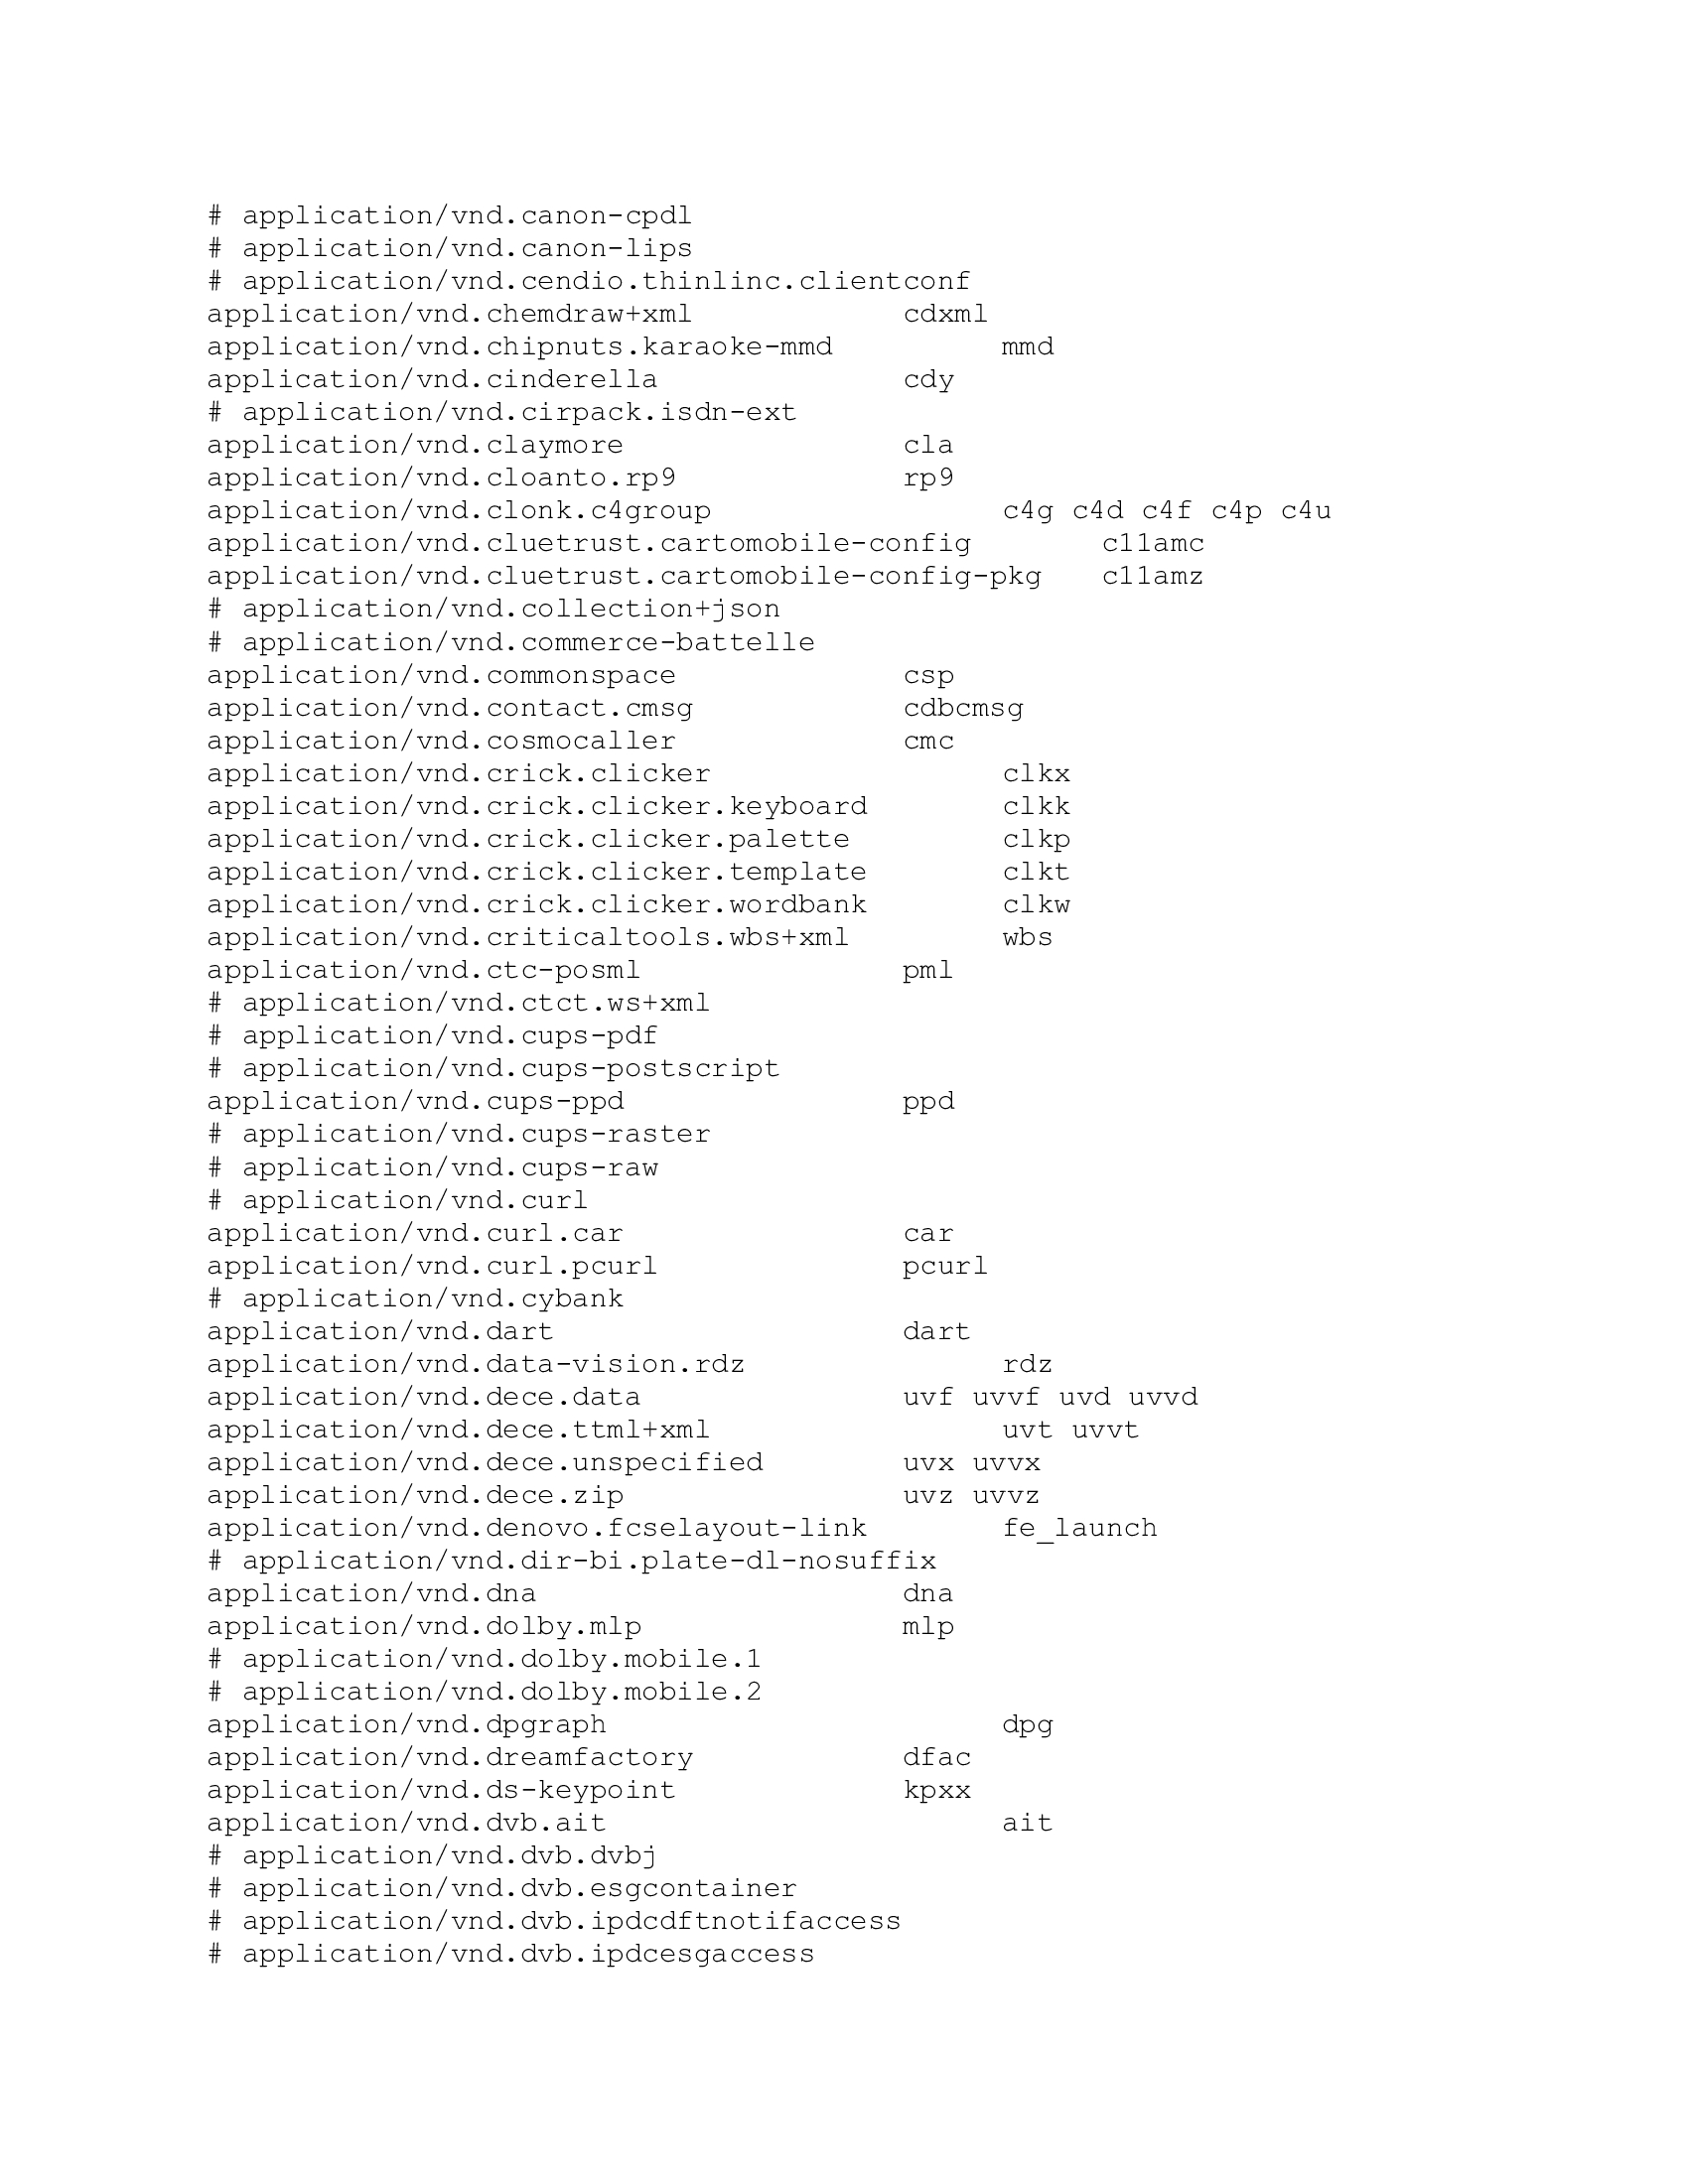 # application/vnd.canon-cpdl
# application/vnd.canon-lips
# application/vnd.cendio.thinlinc.clientconf
application/vnd.chemdraw+xml cdxml
application/vnd.chipnuts.karaoke-mmd mmd
application/vnd.cinderella cdy
# application/vnd.cirpack.isdn-ext
application/vnd.claymore cla
application/vnd.cloanto.rp9 rp9
application/vnd.clonk.c4group c4g c4d c4f c4p c4u
application/vnd.cluetrust.cartomobile-config c11amc
application/vnd.cluetrust.cartomobile-config-pkg c11amz
# application/vnd.collection+json
# application/vnd.commerce-battelle
application/vnd.commonspace csp
application/vnd.contact.cmsg cdbcmsg
application/vnd.cosmocaller cmc
application/vnd.crick.clicker clkx
application/vnd.crick.clicker.keyboard clkk
application/vnd.crick.clicker.palette clkp
application/vnd.crick.clicker.template clkt
application/vnd.crick.clicker.wordbank clkw
application/vnd.criticaltools.wbs+xml wbs
application/vnd.ctc-posml pml
# application/vnd.ctct.ws+xml
# application/vnd.cups-pdf
# application/vnd.cups-postscript
application/vnd.cups-ppd ppd
# application/vnd.cups-raster
# application/vnd.cups-raw
# application/vnd.curl
application/vnd.curl.car car
application/vnd.curl.pcurl pcurl
# application/vnd.cybank
application/vnd.dart dart
application/vnd.data-vision.rdz rdz
application/vnd.dece.data uvf uvvf uvd uvvd
application/vnd.dece.ttml+xml uvt uvvt
application/vnd.dece.unspecified uvx uvvx
application/vnd.dece.zip uvz uvvz
application/vnd.denovo.fcselayout-link fe_launch
# application/vnd.dir-bi.plate-dl-nosuffix
application/vnd.dna dna
application/vnd.dolby.mlp mlp
# application/vnd.dolby.mobile.1
# application/vnd.dolby.mobile.2
application/vnd.dpgraph dpg
application/vnd.dreamfactory dfac
application/vnd.ds-keypoint kpxx
application/vnd.dvb.ait ait
# application/vnd.dvb.dvbj
# application/vnd.dvb.esgcontainer
# application/vnd.dvb.ipdcdftnotifaccess
# application/vnd.dvb.ipdcesgaccess